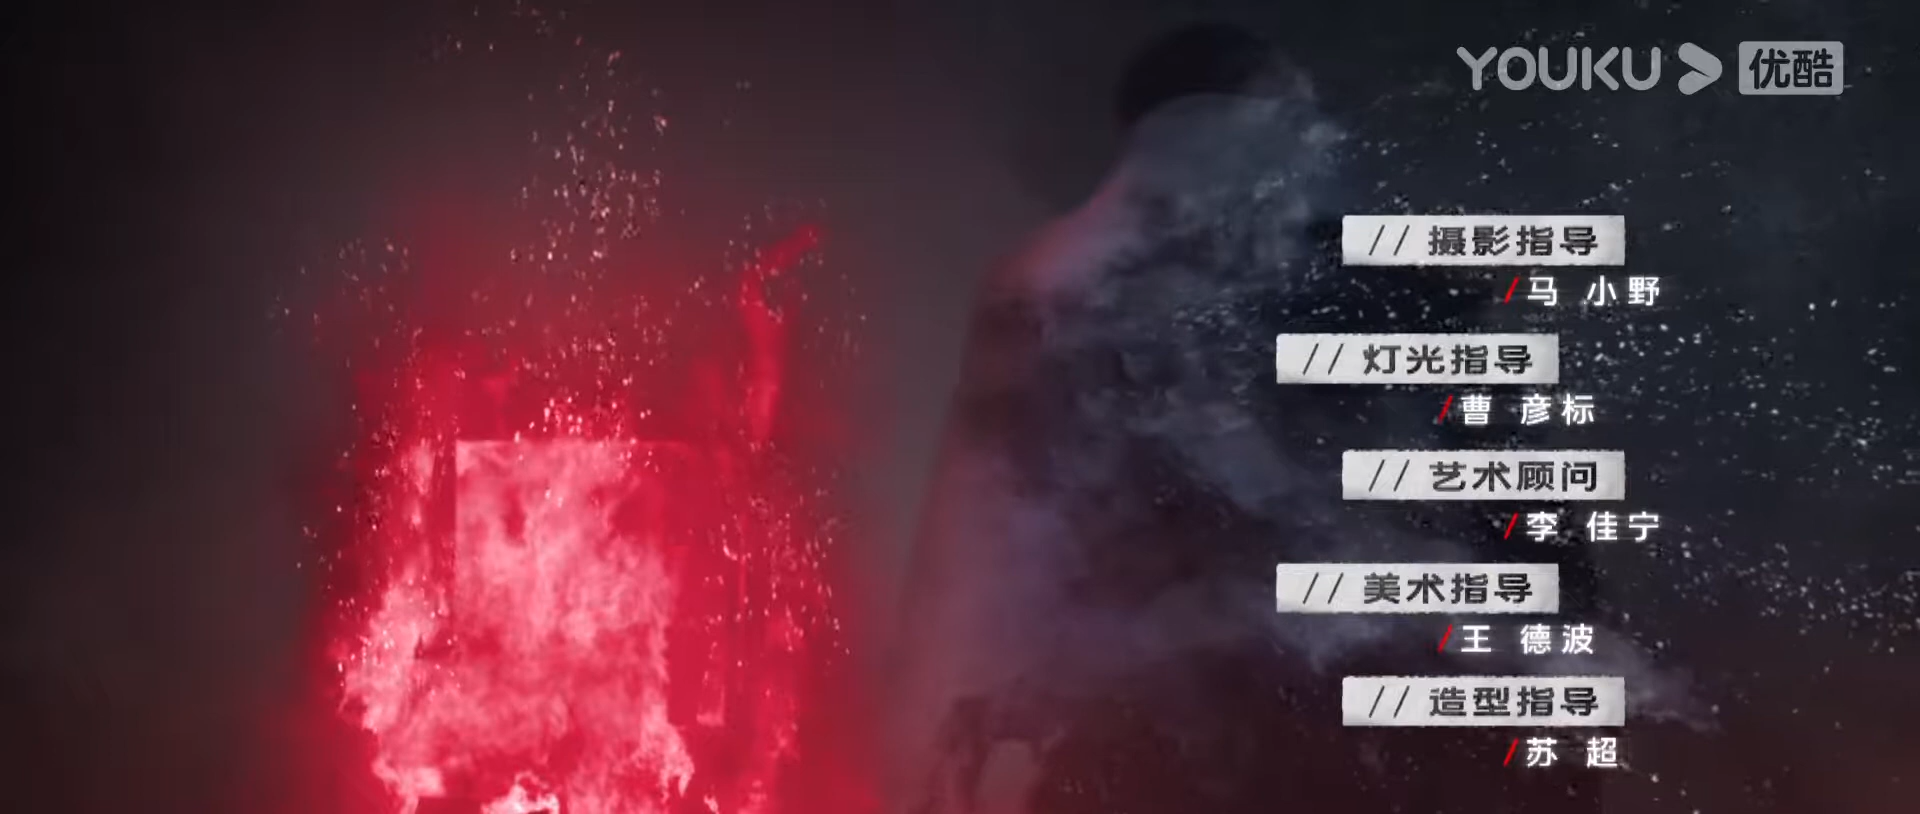 YOUKU 优酷
// 摄影指导
/马 小野
// 灯光指导
/曹 彦标
// 艺术顾问
/李 佳宁
// 美术指导
/王 德波
// 造型指导
/苏 超